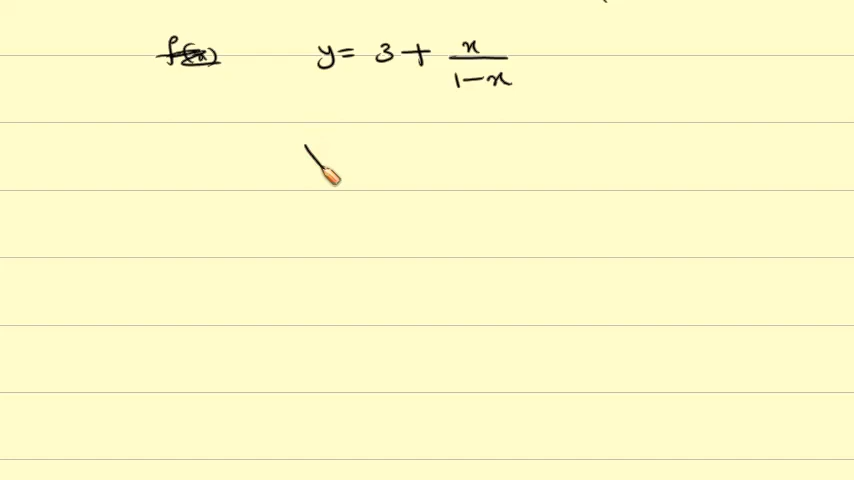 f(x) y = 3 + x/(1-x)